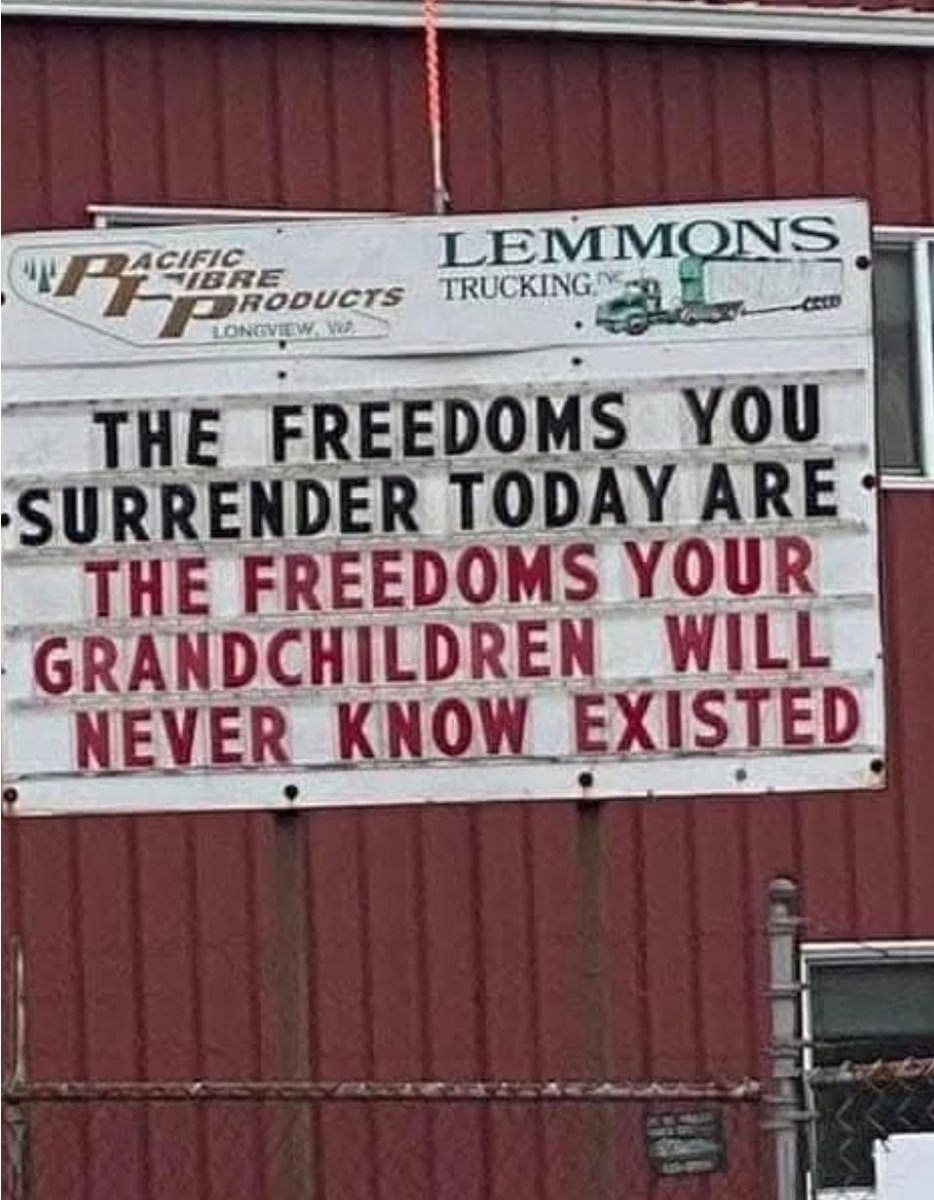 PACIFIC
FIBRE
PRODUCTS
LONGVIEW, WA
LEMMONS
TRUCKING, INC
THE FREEDOMS YOU
SURRENDER TODAY ARE
THE FREEDOMS YOUR
GRANDCHILDREN WILL
NEVER KNOW EXISTED